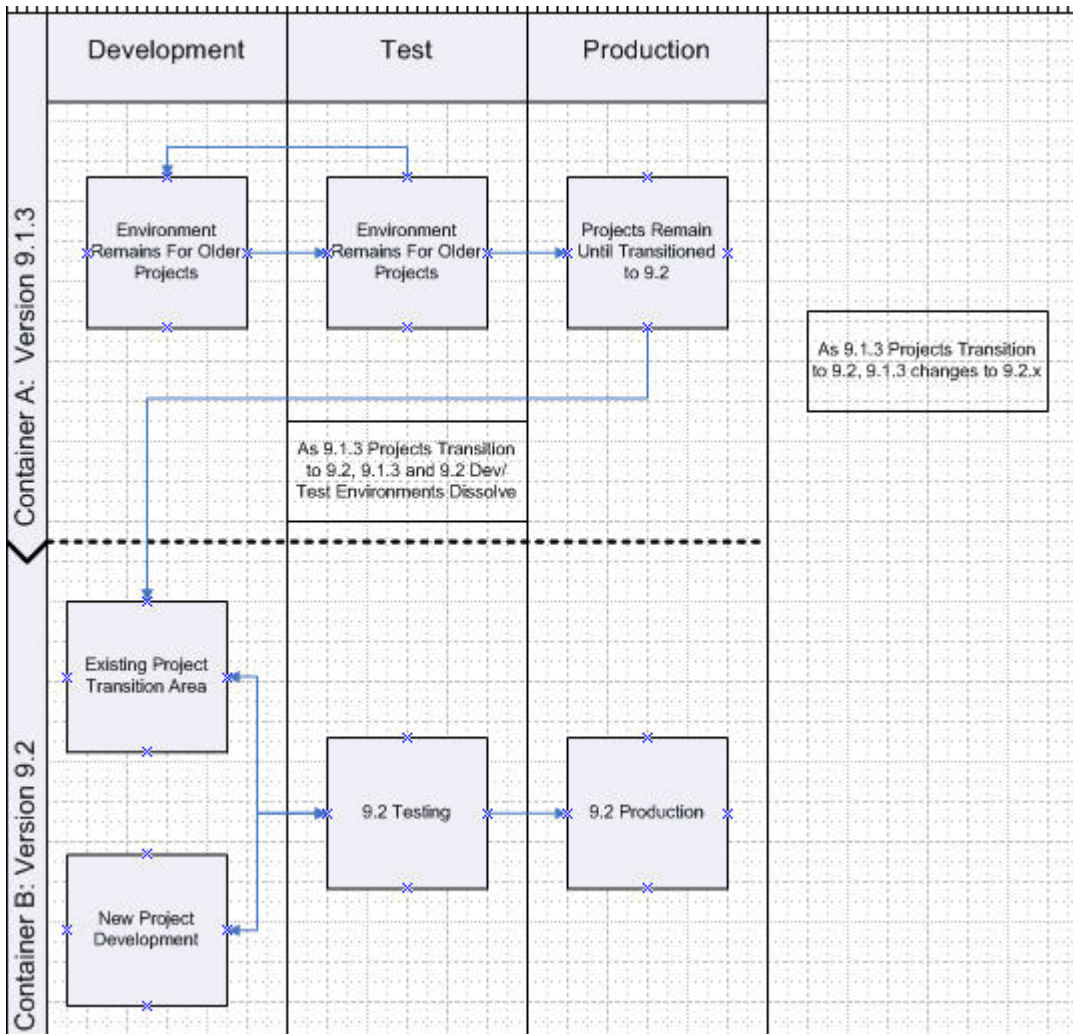 Development
Test
Production
Container A:  Version 9.1.3
Environment
Remains For Older
Projects
Environment
Remains For Older
Projects
Projects Remain
Until Transitioned
to 9.2
As 9.1.3 Projects Transition
to 9.2, 9.1.3 changes to 9.2.x
As 9.1.3 Projects Transition
to 9.2, 9.1.3 and 9.2 Dev/
Test Environments Dissolve
Container B: Version 9.2
Existing Project
Transition Area
9.2 Testing
9.2 Production
New Project
Development